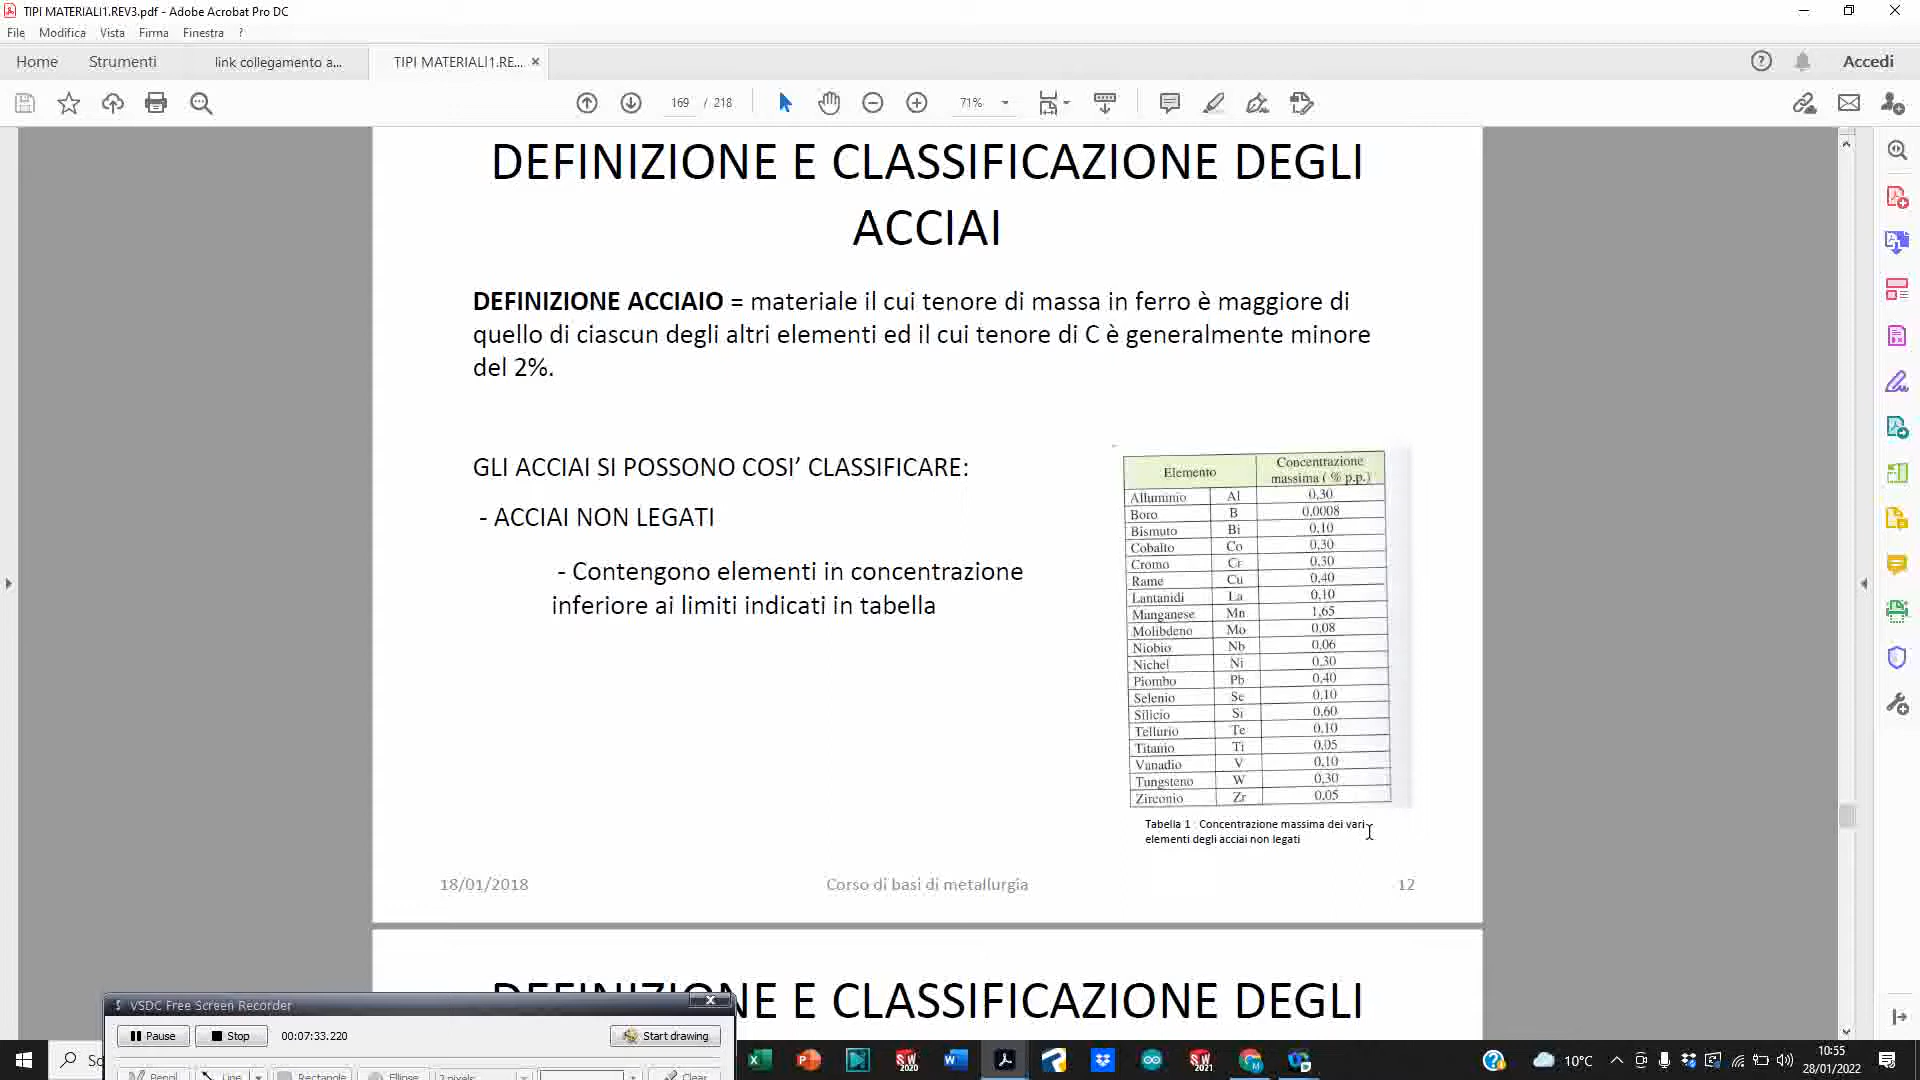 TIPI MATERIALI1.REV3.pdf - Adobe Acrobat Pro DC
File Modifica Vista Firma Finestra ?
Home Strumenti link collegamento a... TIPI MATERIALI1.RE... × Accedi
169 / 218 71%
DEFINIZIONE E CLASSIFICAZIONE DEGLI
ACCIAI
DEFINIZIONE ACCIAIO = materiale il cui tenore di massa in ferro è maggiore di
quello di ciascun degli altri elementi ed il cui tenore di C è generalmente minore
del 2%.
GLI ACCIAI SI POSSONO COSI’ CLASSIFICARE:
- ACCIAI NON LEGATI
- Contengono elementi in concentrazione
inferiore ai limiti indicati in tabella
Elemento Concentrazione
massima ( % p.p.)
Alluminio Al 0,30
Boro B 0,0008
Bismuto Bi 0,10
Cobalto Co 0,30
Cromo Cr 0,30
Rame Cu 0,40
Lantanidi La 0,10
Manganese Mn 1,65
Molibdeno Mo 0,08
Niobio Nb 0,06
Nichel Ni 0,30
Piombo Pb 0,40
Selenio Se 0,10
Silicio Si 0,60
Tellurio Te 0,10
Titanio Ti 0,05
Vanadio V 0,10
Tungsteno W 0,30
Zirconio Zr 0,05
Tabella 1 : Concentrazione massima dei vari
elementi degli acciai non legati
18/01/2018 Corso di basi di metallurgia 12
DEFINIZIONE E CLASSIFICAZIONE DEGLI
VSDC Free Screen Recorder
Pause Stop 00:07:33.220 Start drawing
Pencil Line Rectangle Ellipse 2 pixels Clear
10°C 10:55
28/01/2022